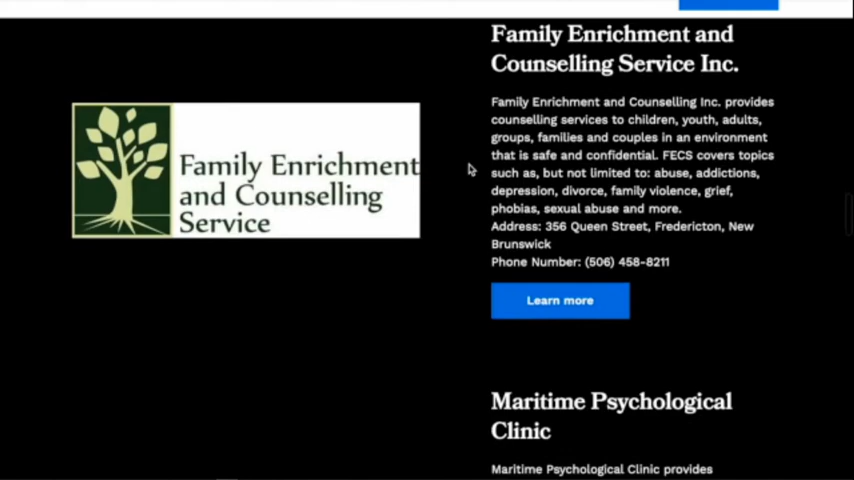 Family Enrichment and
Counselling Service Inc.
Family Enrichment
and Counselling
Service
Family Enrichment and Counselling Inc. provides
counselling services to children, youth, adults,
groups, families and couples in an environment
that is safe and confidential. FECS covers topics
such as, but not limited to: abuse, addictions,
depression, divorce, family violence, grief,
phobias, sexual abuse and more.
Address: 356 Queen Street, Fredericton, New
Brunswick
Phone Number: (506) 458-8211
Learn more
Maritime Psychological
Clinic
Maritime Psychological Clinic provides